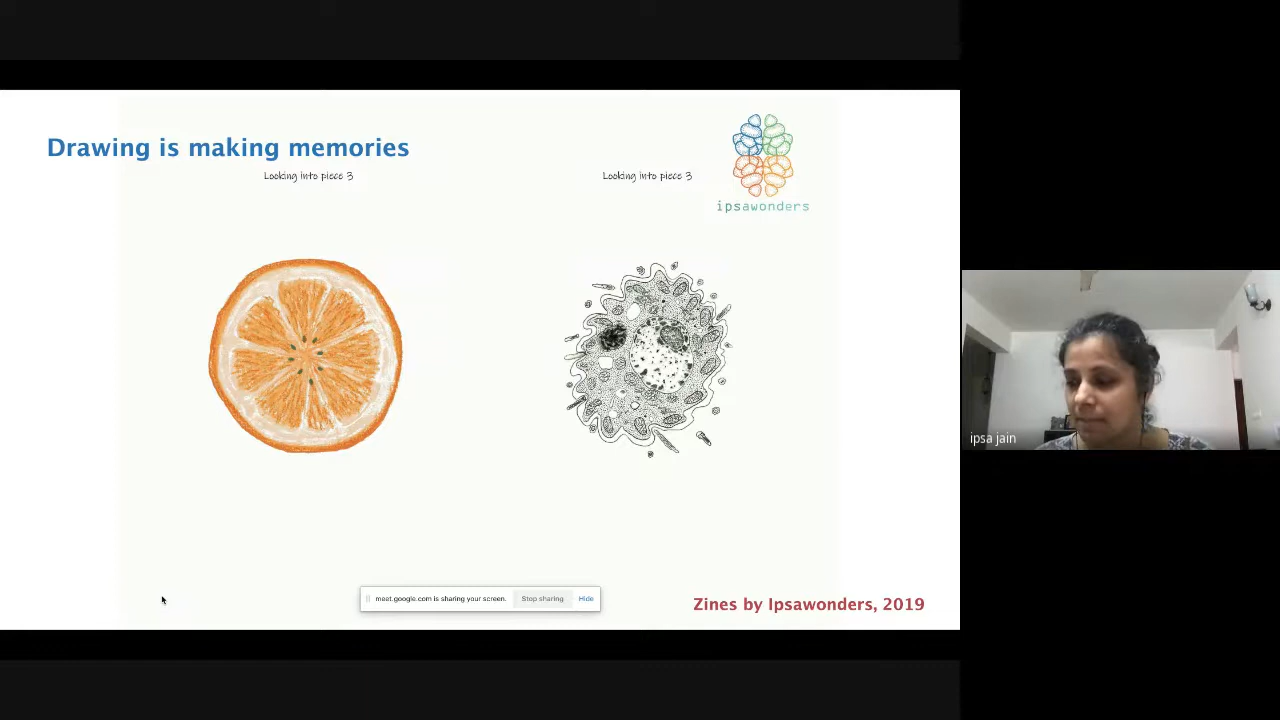 Drawing is making memories
Looking into piece 3
Looking into piece 3
ipsawonders
meet.google.com is sharing your screen.
Stop sharing
Hide
Zines by Ipsawonders, 2019
ipsa jain